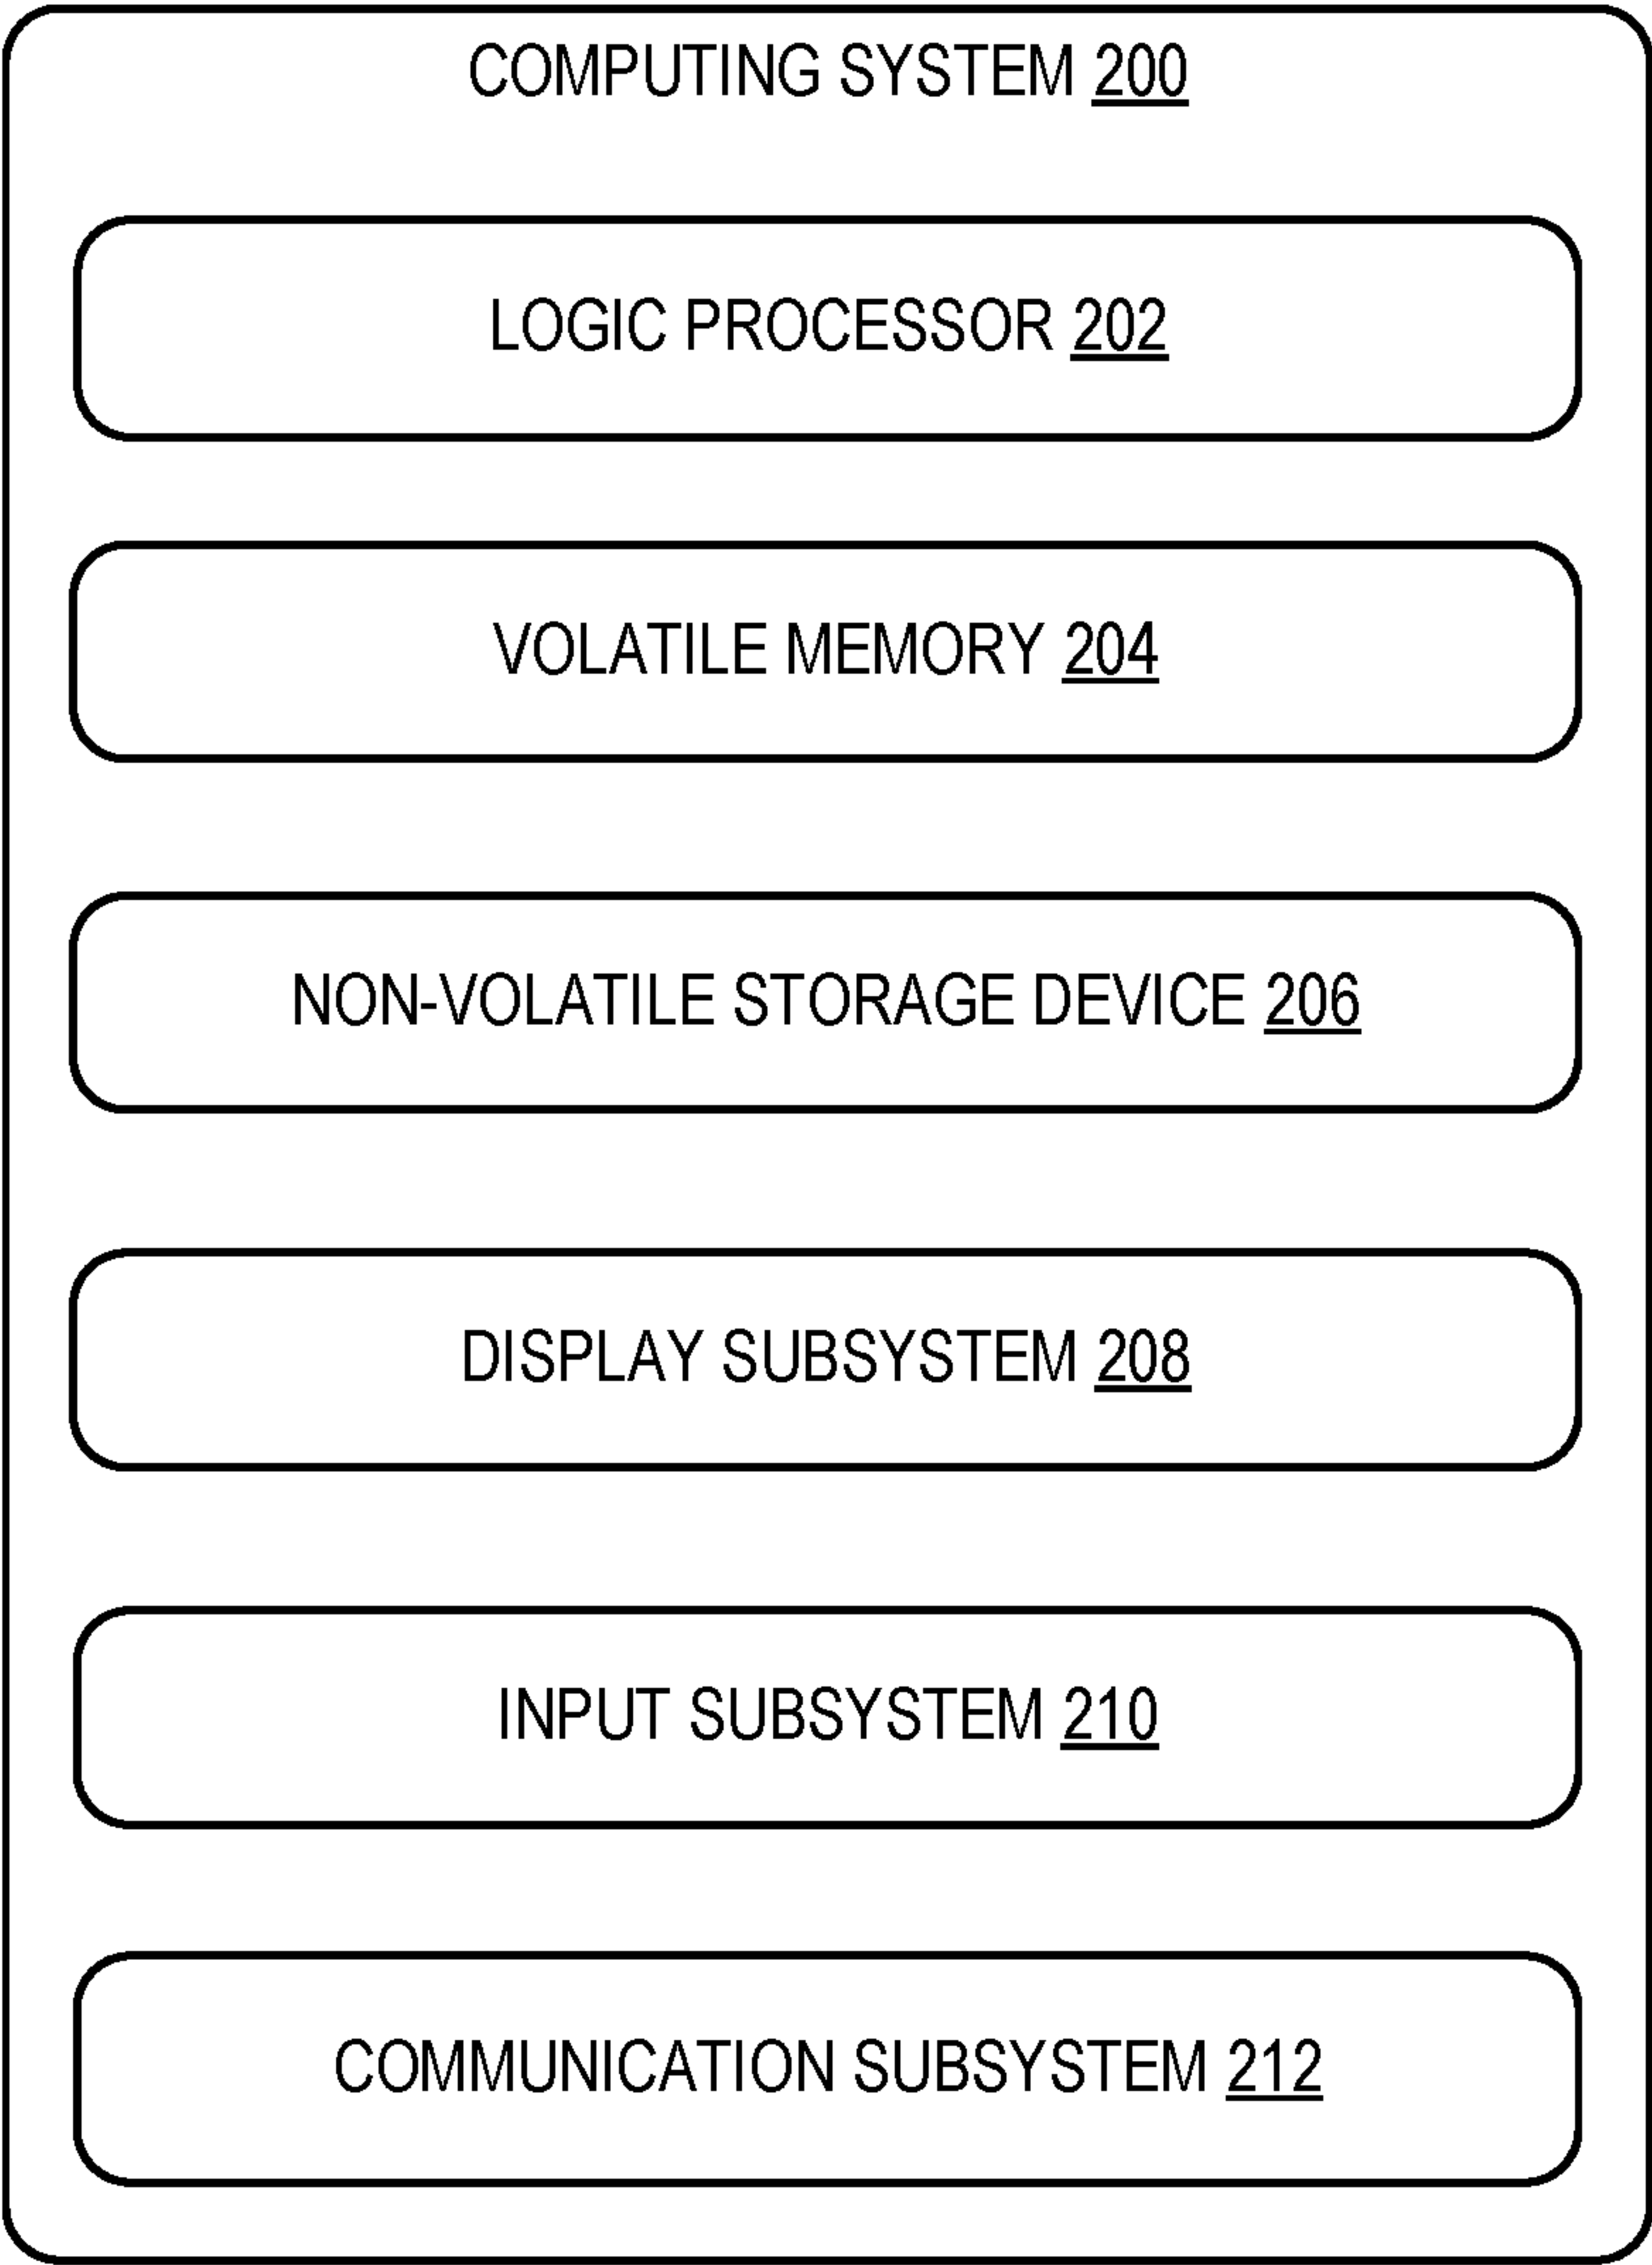 COMPUTING SYSTEM 200
LOGIC PROCESSOR 202
VOLATILE MEMORY 204
NON-VOLATILE STORAGE DEVICE 206
DISPLAY SUBSYSTEM 208
INPUT SUBSYSTEM 210
COMMUNICATION SUBSYSTEM 212